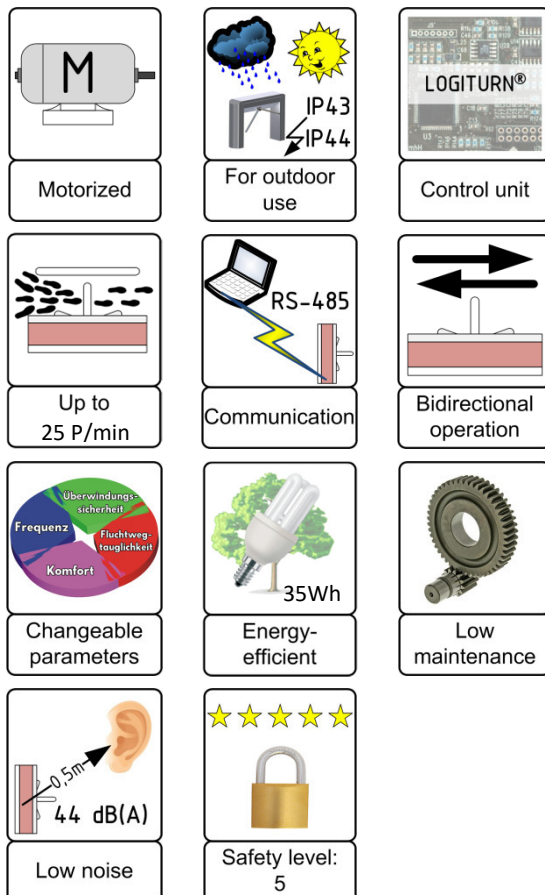 M
Motorized
IP43
IP44
For outdoor
use
LOGITURN®
U3
Control unit
Up to
25 P/min
RS-485
Communication
Bidirectional
operation
Überwindungs-
sicherheit
Frequenz
Fluchtweg-
tauglichkeit
Komfort
Changeable
parameters
35Wh
Energy-
efficient
Low
maintenance
0,5m
44 dB(A)
Low noise
Safety level:
5